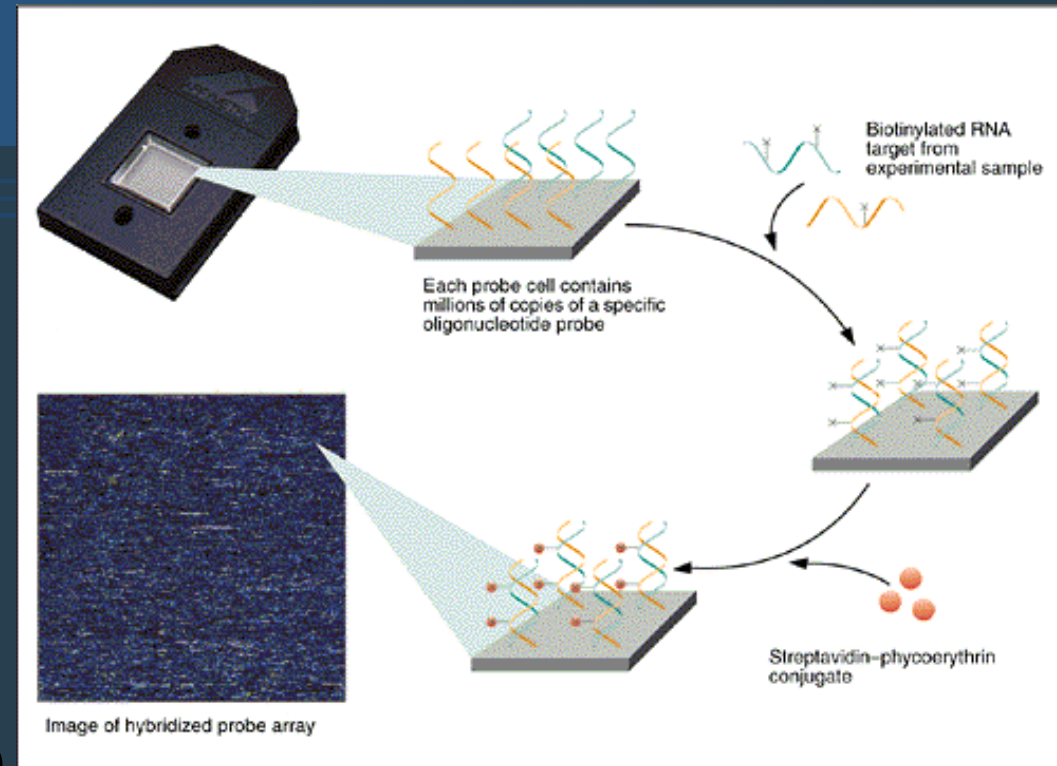 Biotinylated RNA
target from
experimental sample
Each probe cell contains
millions of copies of a specific
oligonucleotide probe
Streptavidin–phycoerythrin
conjugate
Image of hybridized probe array